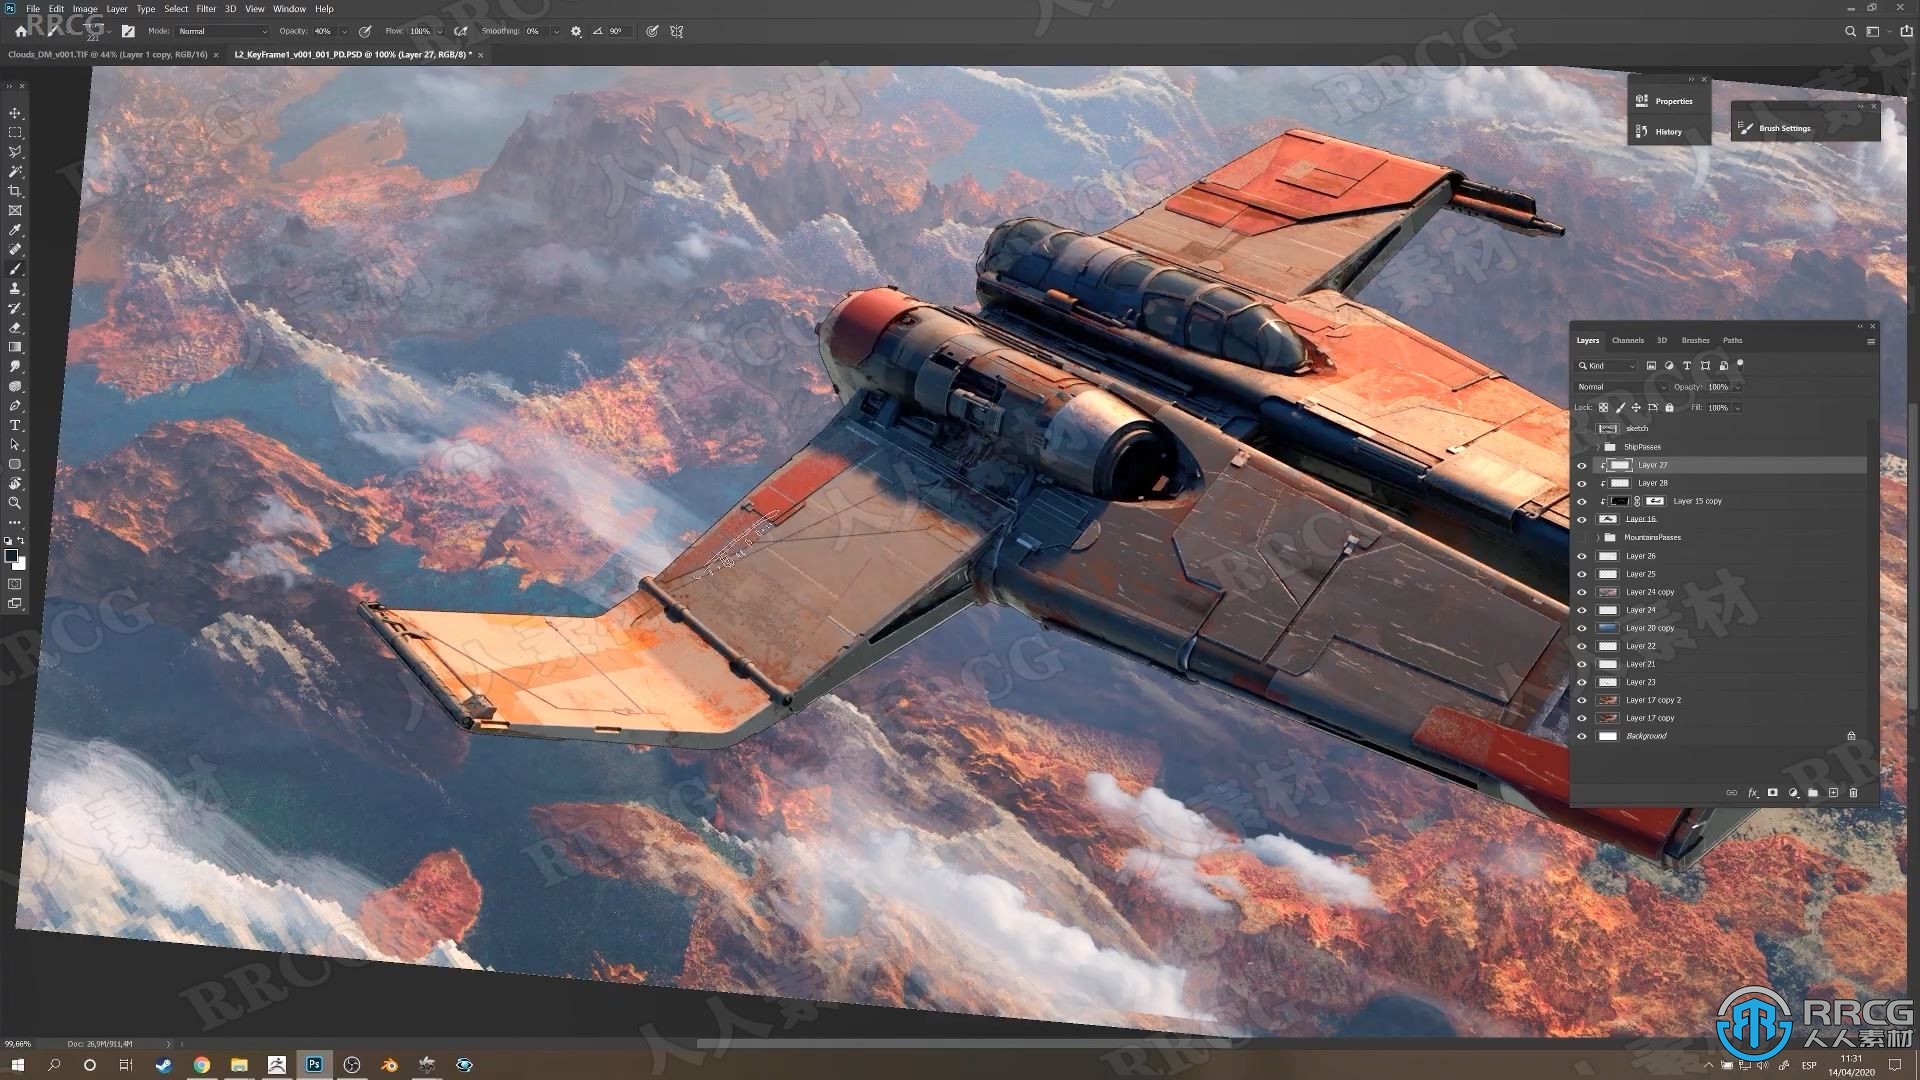 File Edit Image Layer Type Select Filter 3D View Window Help
RRCG
221
Mode: Normal Opacity: 40% Flow: 100% Smoothing: 0% 90°
Clouds_DM_v001.TIF @ 44% (Layer 1 copy, RGB/16) × L2_KeyFrame1_v001_001_PD.PSD @ 100% (Layer 27, RGB/8) * ×
Properties
History
Brush Settings
Layers Channels 3D Brushes Paths
Kind
Normal Opacity: 100%
Lock: Fill: 100%
sketch
ShipPasses
Layer 27
Layer 28
Layer 15 copy
Layer 16
MountainsPasses
Layer 26
Layer 25
Layer 24 copy
Layer 24
Layer 20 copy
Layer 22
Layer 21
Layer 23
Layer 17 copy 2
Layer 17 copy
Background
fx
RRCG
人人素材
99,66% Doc: 26,9M/911,4M
Ps
ESP
11:31
14/04/2020